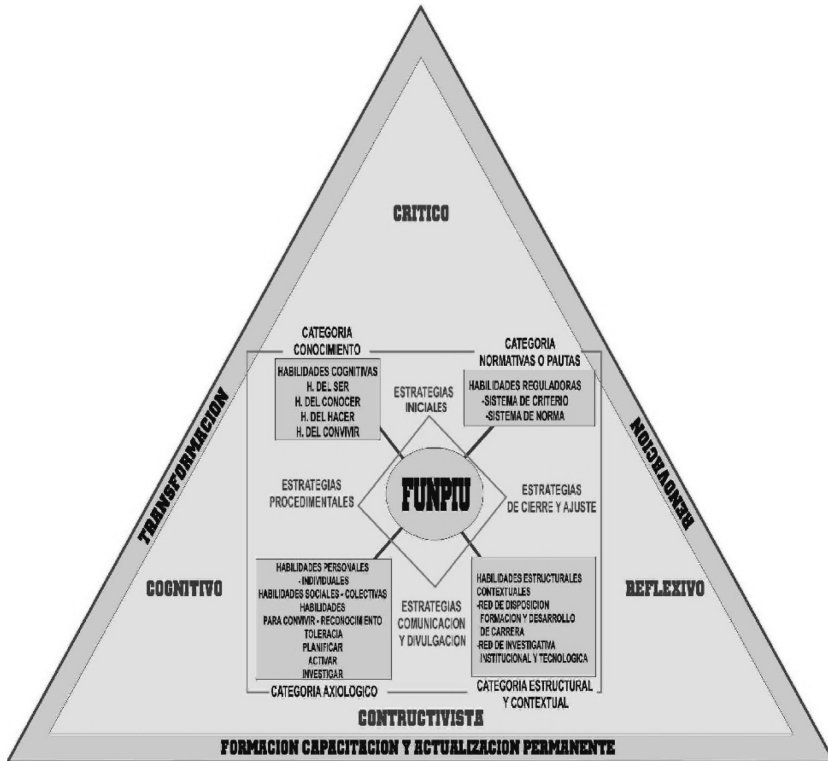 CRITICO
CATEGORIA
CONOCIMIENTO
HABILIDADES COGNITIVAS
H. DEL SER
H. DEL CONOCER
H. DEL HACER
H. DEL CONVIVIR
ESTRATEGIAS
INICIALES
CATEGORIA
NORMATIVAS O PAUTAS
HABILIDADES REGULADORAS
-SISTEMA DE CRITERIO
-SISTEMA DE NORMA
TRANSFORMACION
RENOVACION
ESTRATEGIAS
PROCEDIMENTALES
FUNPIU
ESTRATEGIAS
DE CIERRE Y AJUSTE
COGNITIVO
REFLEXIVO
HABILIDADES PERSONALES
- INDIVIDUALES
HABILIDADES SOCIALES - COLECTIVAS
HABILIDADES
PARA CONVIVIR - RECONOCIMIENTO
TOLERACIA
PLANIFICAR
ACTIVAR
INVESTIGAR
CATEGORIA AXIOLOGICO
ESTRATEGIAS
COMUNICACION
Y DIVULGACION
HABILIDADES ESTRUCTURALES
CONTEXTUALES
-RED DE DISPOSICION
FORMACION Y DESARROLLO
DE CARRERA
-RED DE INVESTIGATIVA
INSTITUCIONAL Y TECNOLOGICA
CATEGORIA ESTRUCTURAL
Y CONTEXTUAL
CONTRUCTIVISTA
FORMACION CAPACITACION Y ACTUALIZACION PERMANENTE